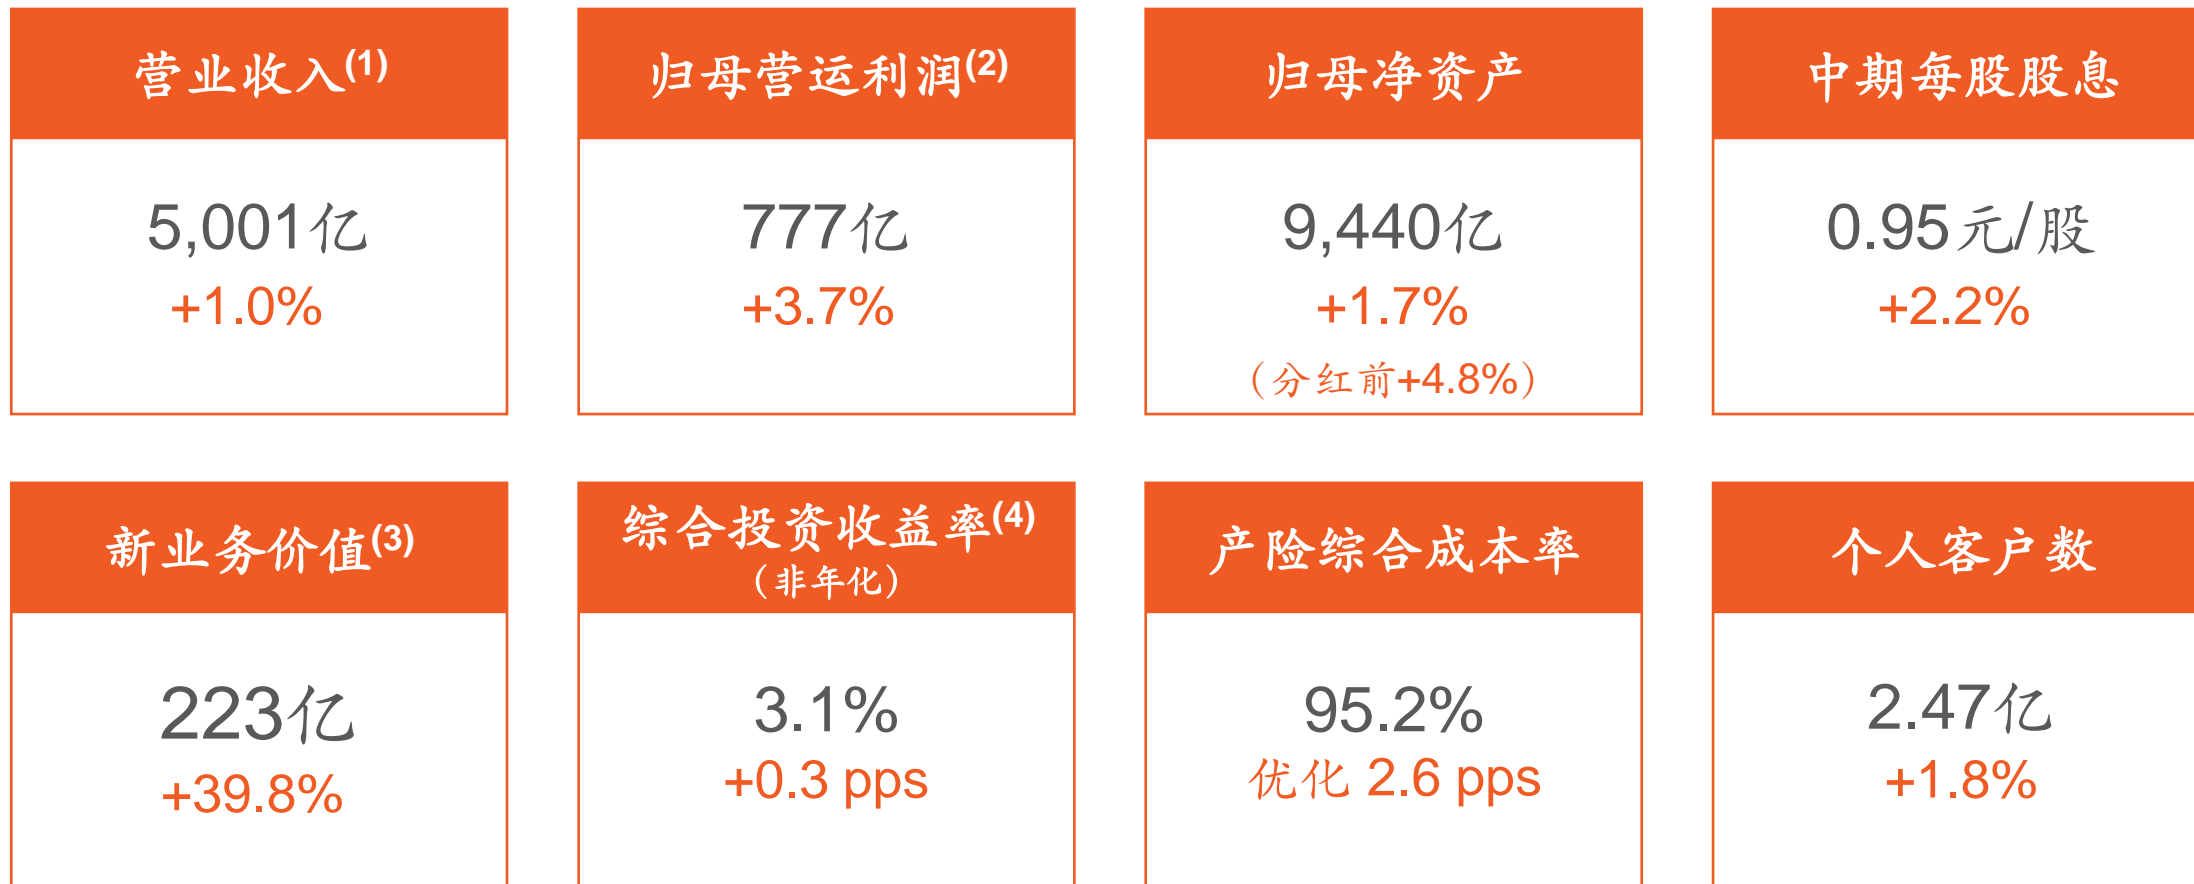 营业收入(1)
5,001亿
+1.0%
归母营运利润(2)
777亿
+3.7%
归母净资产
9,440亿
+1.7%
（分红前+4.8%）
中期每股股息
0.95元/股
+2.2%
新业务价值(3)
223亿
+39.8%
综合投资收益率(4)
（非年化）
3.1%
+0.3 pps
产险综合成本率
95.2%
优化 2.6 pps
个人客户数
2.47亿
+1.8%